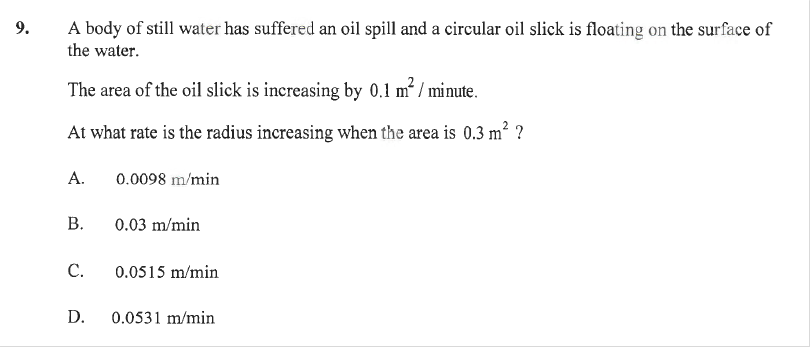 9. A body of still water has suffered an oil spill and a circular oil slick is floating on the surface of
the water.
The area of the oil slick is increasing by 0.1 m² / minute.
At what rate is the radius increasing when the area is 0.3 m² ?
A. 0.0098 m/min
B. 0.03 m/min
C. 0.0515 m/min
D. 0.0531 m/min